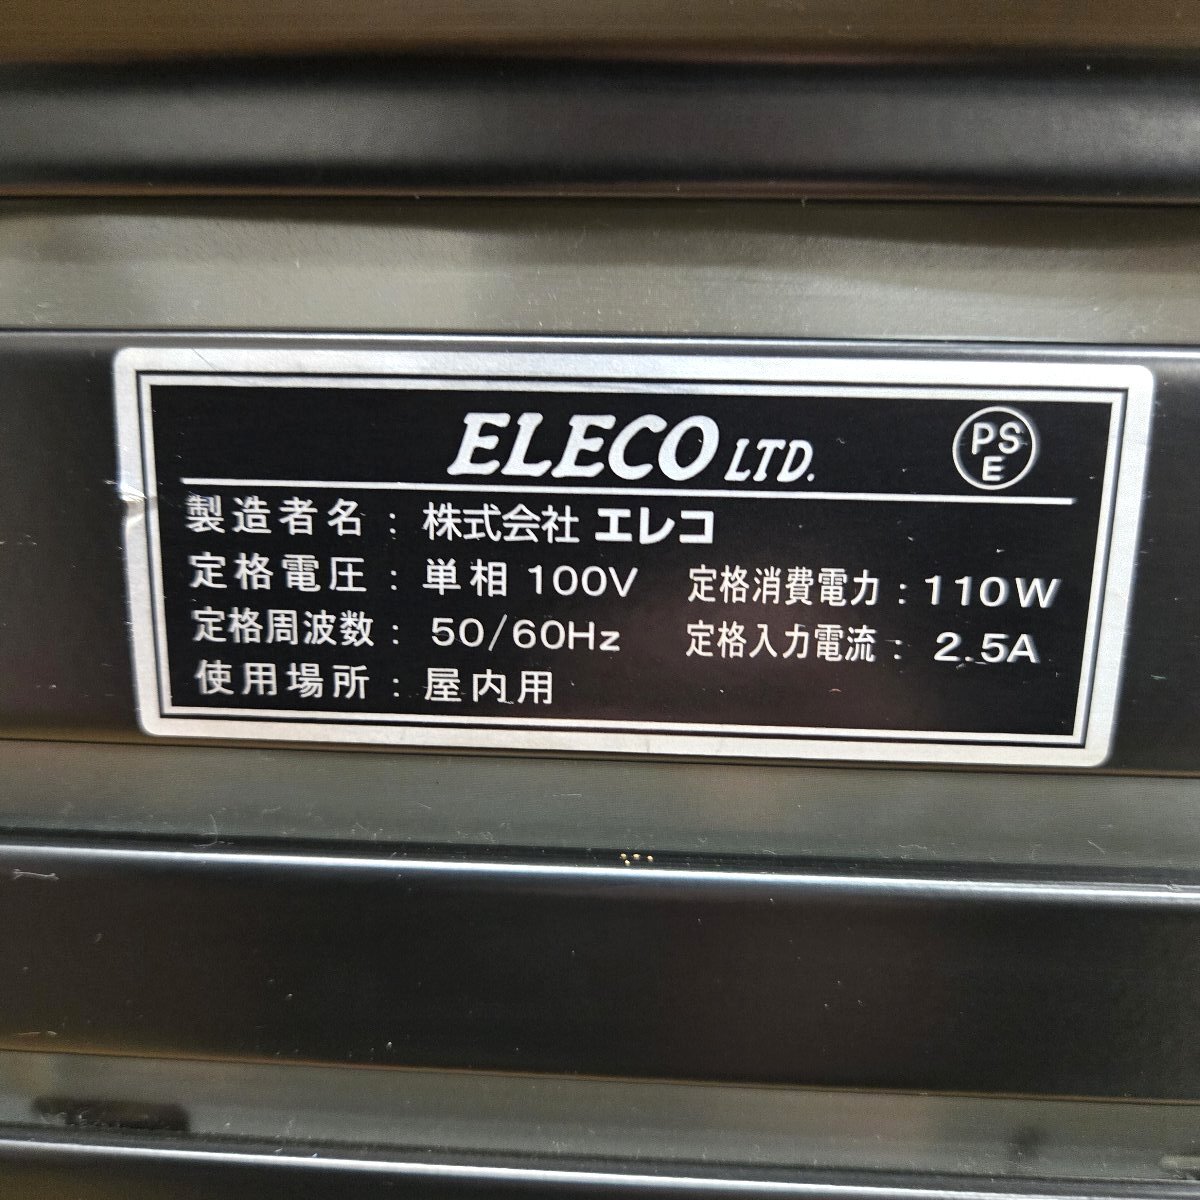 ELECO LTD.
PS
E
製造者名：株式会社 エレコ
定格電圧：単相 100V 定格消費電力：110W
定格周波数：50/60Hz 定格入力電流：2.5A
使用場所：屋内用